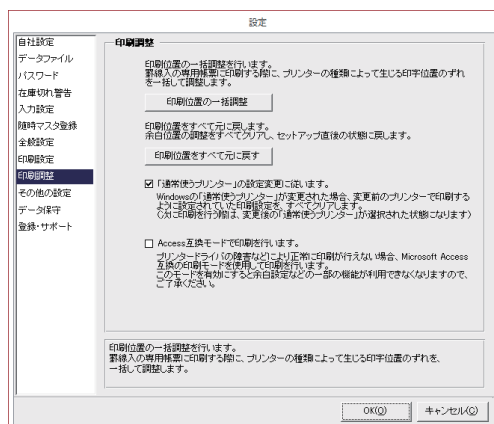 設定
自社設定
データファイル
パスワード
在庫切れ警告
入力設定
随時マスタ登録
全般設定
印刷設定
印刷調整
その他の設定
データ保守
登録・サポート
印刷調整
印刷位置の一括調整を行います。
罫線入の専用帳票に印刷する際に、プリンターの種類によって生じる印字位置のずれ
を一括して調整します。
印刷位置の一括調整
印刷位置をすべて元に戻します。
余白位置の調整をすべてクリアし、セットアップ直後の状態に戻します。
印刷位置をすべて元に戻す
「通常使うプリンター」の設定変更に従います。
Windowsの「通常使うプリンター」が変更された場合、変更前のプリンターで印刷する
ように設定されていた印刷設定を、すべてクリアします。
（次に印刷を行う際は、変更後の「通常使うプリンター」が選択された状態になります）
Access互換モードで印刷を行います。
プリンタードライバの障害などにより正常に印刷が行えない場合、Microsoft Access
互換の印刷モードを使用して印刷を行います。
このモードを有効にすると余白設定などの一部の機能が利用できなくなりますので、
ご了承ください。
印刷位置の一括調整を行います。
罫線入の専用帳票に印刷する際に、プリンターの種類によって生じる印字位置のずれを、
一括して調整します。
OK(O)
キャンセル(C)